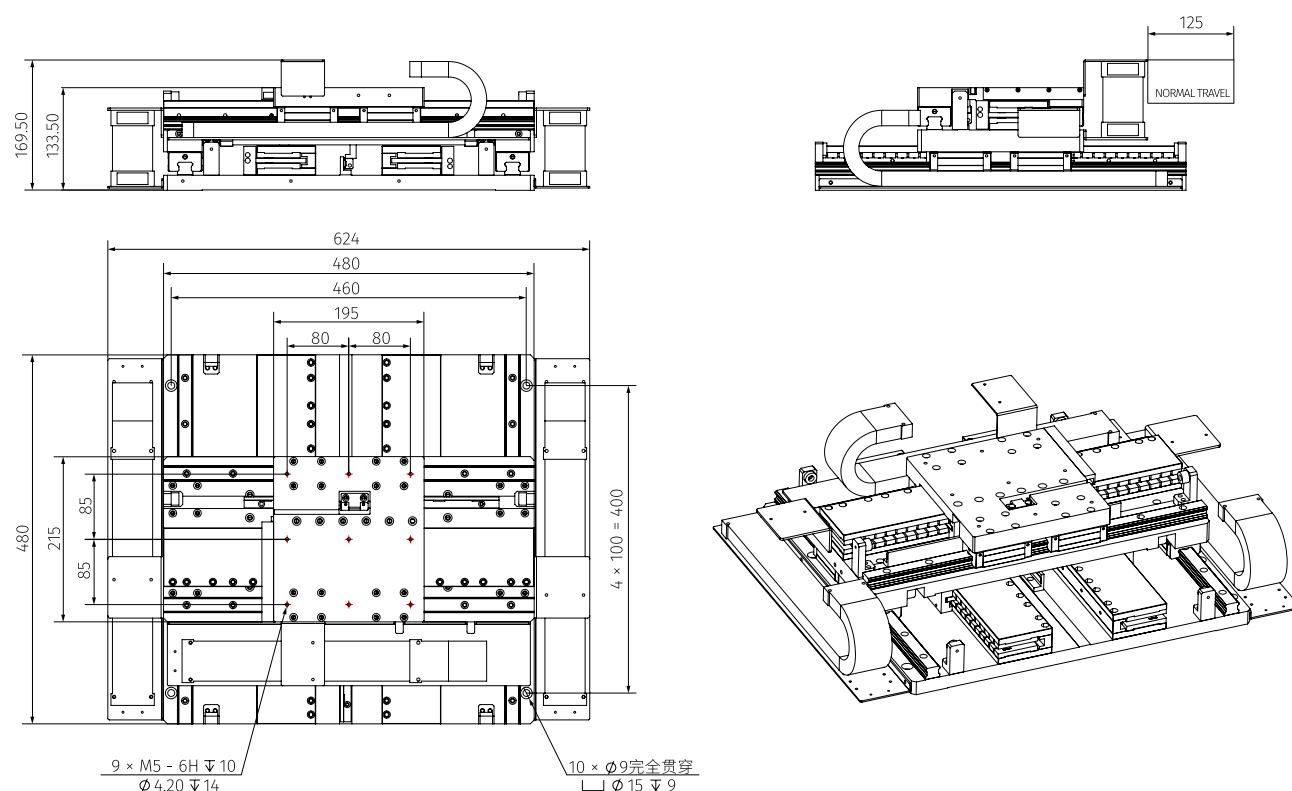 125
NORMAL TRAVEL
169.50
133.50
624
480
460
195
80
80
480
215
85
85
4 × 100 = 400
9 × M5 - 6H ↧ 10
⌀ 4.20 ↧ 14
10 × ⌀ 9完全贯穿
⌴ ⌀ 15 ↧ 9